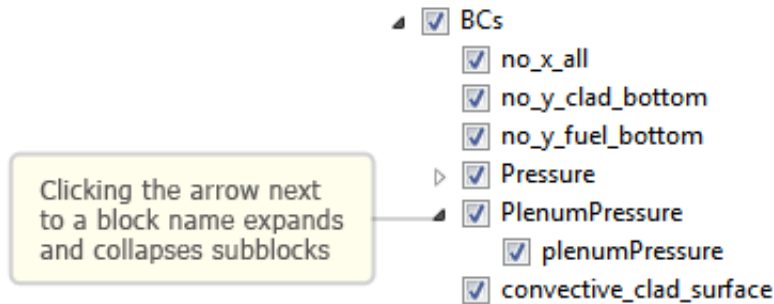 BCs
no_x_all
no_y_clad_bottom
no_y_fuel_bottom
Pressure
PlenumPressure
plenumPressure
convective_clad_surface
Clicking the arrow next
to a block name expands
and collapses subblocks